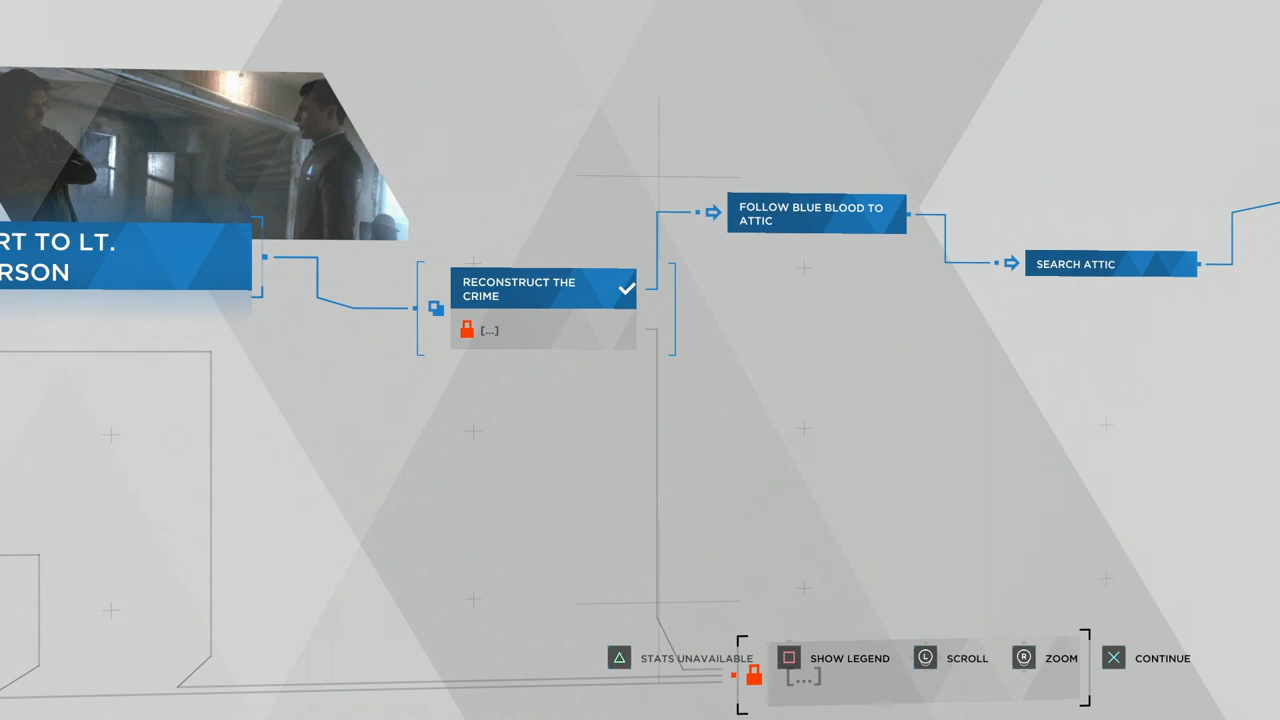 RT TO LT.
RSON
RECONSTRUCT THE
CRIME
[...]
FOLLOW BLUE BLOOD TO
ATTIC
SEARCH ATTIC
STATS UNAVAILABLE
SHOW LEGEND
L
SCROLL
R
ZOOM
CONTINUE
[...]